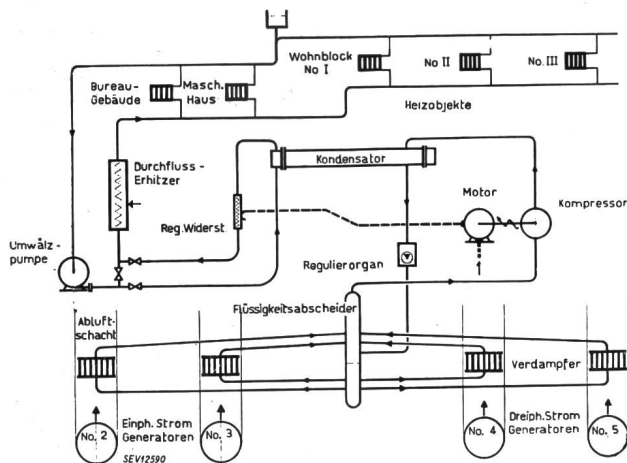 Wohnblock
No I
No II
No. III
Bureau-
Gebäude
Masch.
Haus
Heizobjekte
Durchfluss-
Erhitzer
Kondensator
Motor
Kompressor
Reg. Widerst.
Umwälz-
pumpe
Regulierorgan
Flüssigkeitsabscheider
Abluft-
schacht
Verdampfer
No. 2
Einph. Strom
Generatoren
No. 3
No. 4
Dreiph. Strom
Generatoren
No. 5
SEV12590